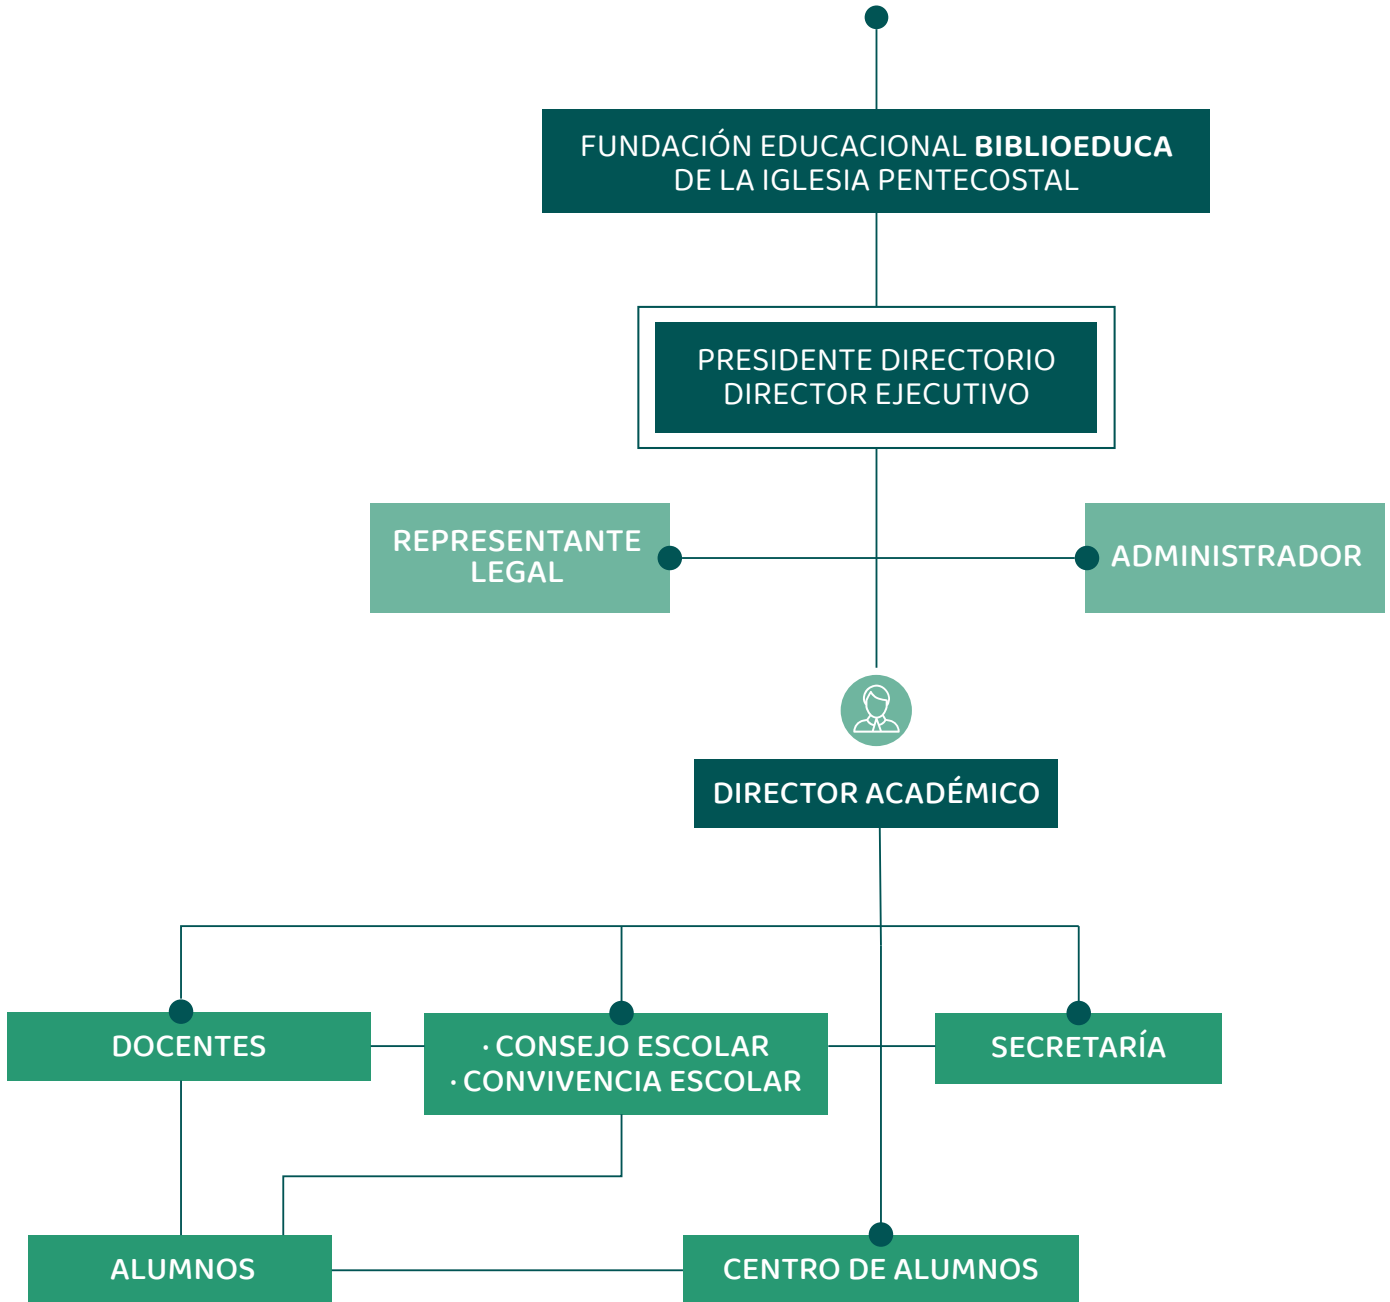 FUNDACIÓN EDUCACIONAL BIBLIOEDUCA
DE LA IGLESIA PENTECOSTAL
PRESIDENTE DIRECTORIO
DIRECTOR EJECUTIVO
REPRESENTANTE
LEGAL
ADMINISTRADOR
DIRECTOR ACADÉMICO
DOCENTES
· CONSEJO ESCOLAR
· CONVIVENCIA ESCOLAR
SECRETARÍA
ALUMNOS
CENTRO DE ALUMNOS